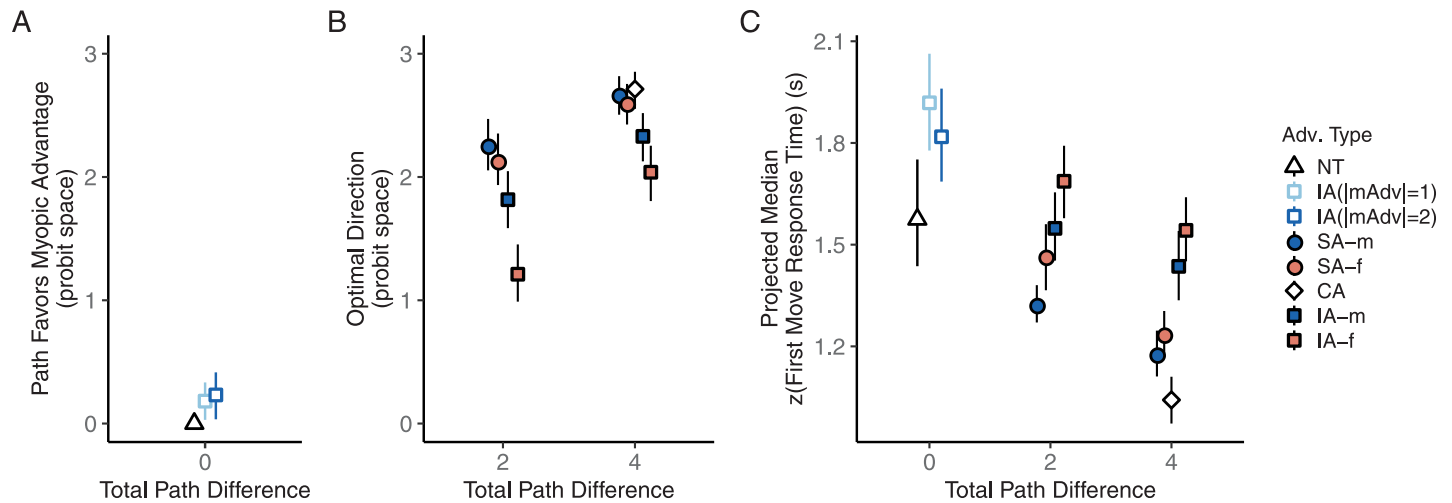 A
Path Favors Myopic Advantage
(probit space)
3
2
1
0
0
Total Path Difference
B
Optimal Direction
(probit space)
3
2
1
0
2
4
Total Path Difference
C
Projected Median
z(First Move Response Time) (s)
2.1
1.8
1.5
1.2
0
2
4
Total Path Difference
Adv. Type
NT
IA(|mAdv|=1)
IA(|mAdv|=2)
SA−m
SA−f
CA
IA−m
IA−f